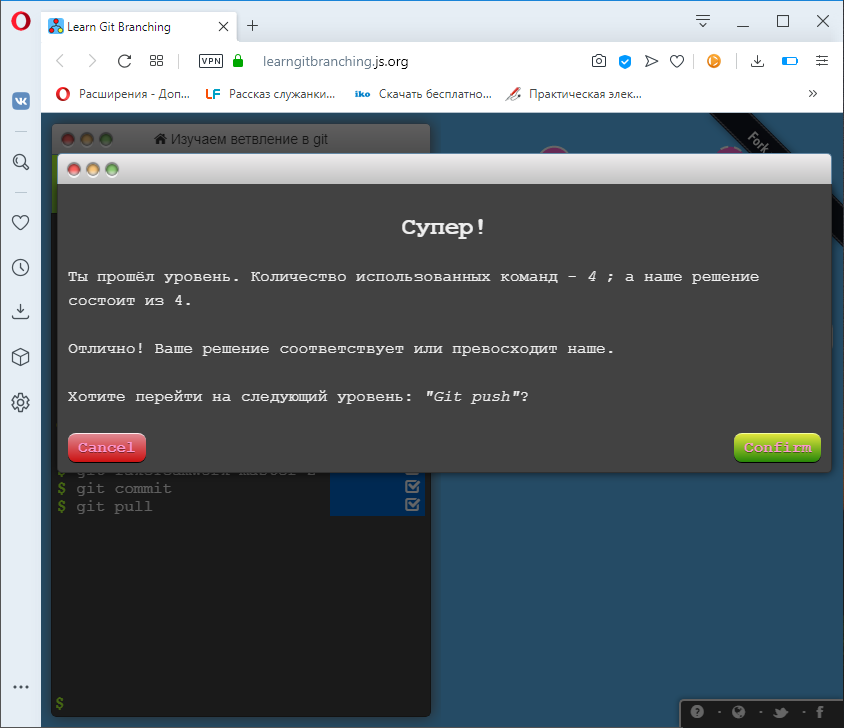 Learn Git Branching
VPN
learngitbranching.js.org
Расширения - Доп...
LF
Рассказ служанки...
iko
Скачать бесплатно...
Практическая элек...
Изучаем ветвление в git
Fork
Супер!
Ты прошёл уровень. Количество использованных команд - 4 ; а наше решение
состоит из 4.
Отлично! Ваше решение соответствует или превосходит наше.
Хотите перейти на следующий уровень: "Git push"?
Cancel
Confirm
$ git commit
$ git pull
$